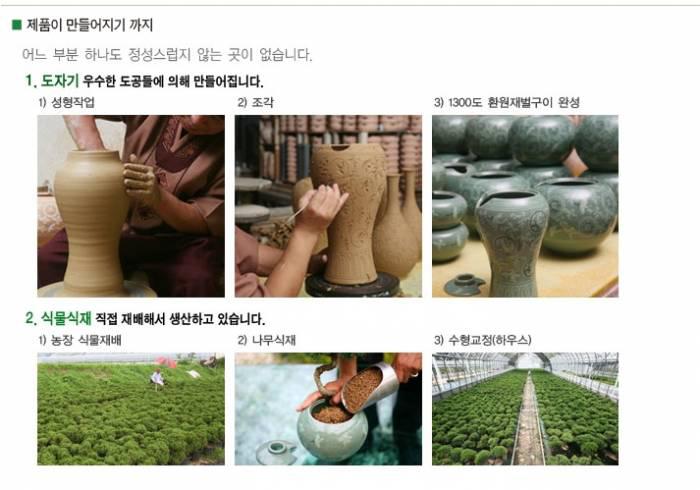 ■ 제품이 만들어지기 까지
어느 부분 하나도 정성스럽지 않는 곳이 없습니다.
1. 도자기 우수한 도공들에 의해 만들어집니다.
1) 성형작업
2) 조각
3) 1300도 환원재벌구이 완성
2. 식물식재 직접 재배해서 생산하고 있습니다.
1) 농장 식물재배
2) 나무식재
3) 수형교정(하우스)